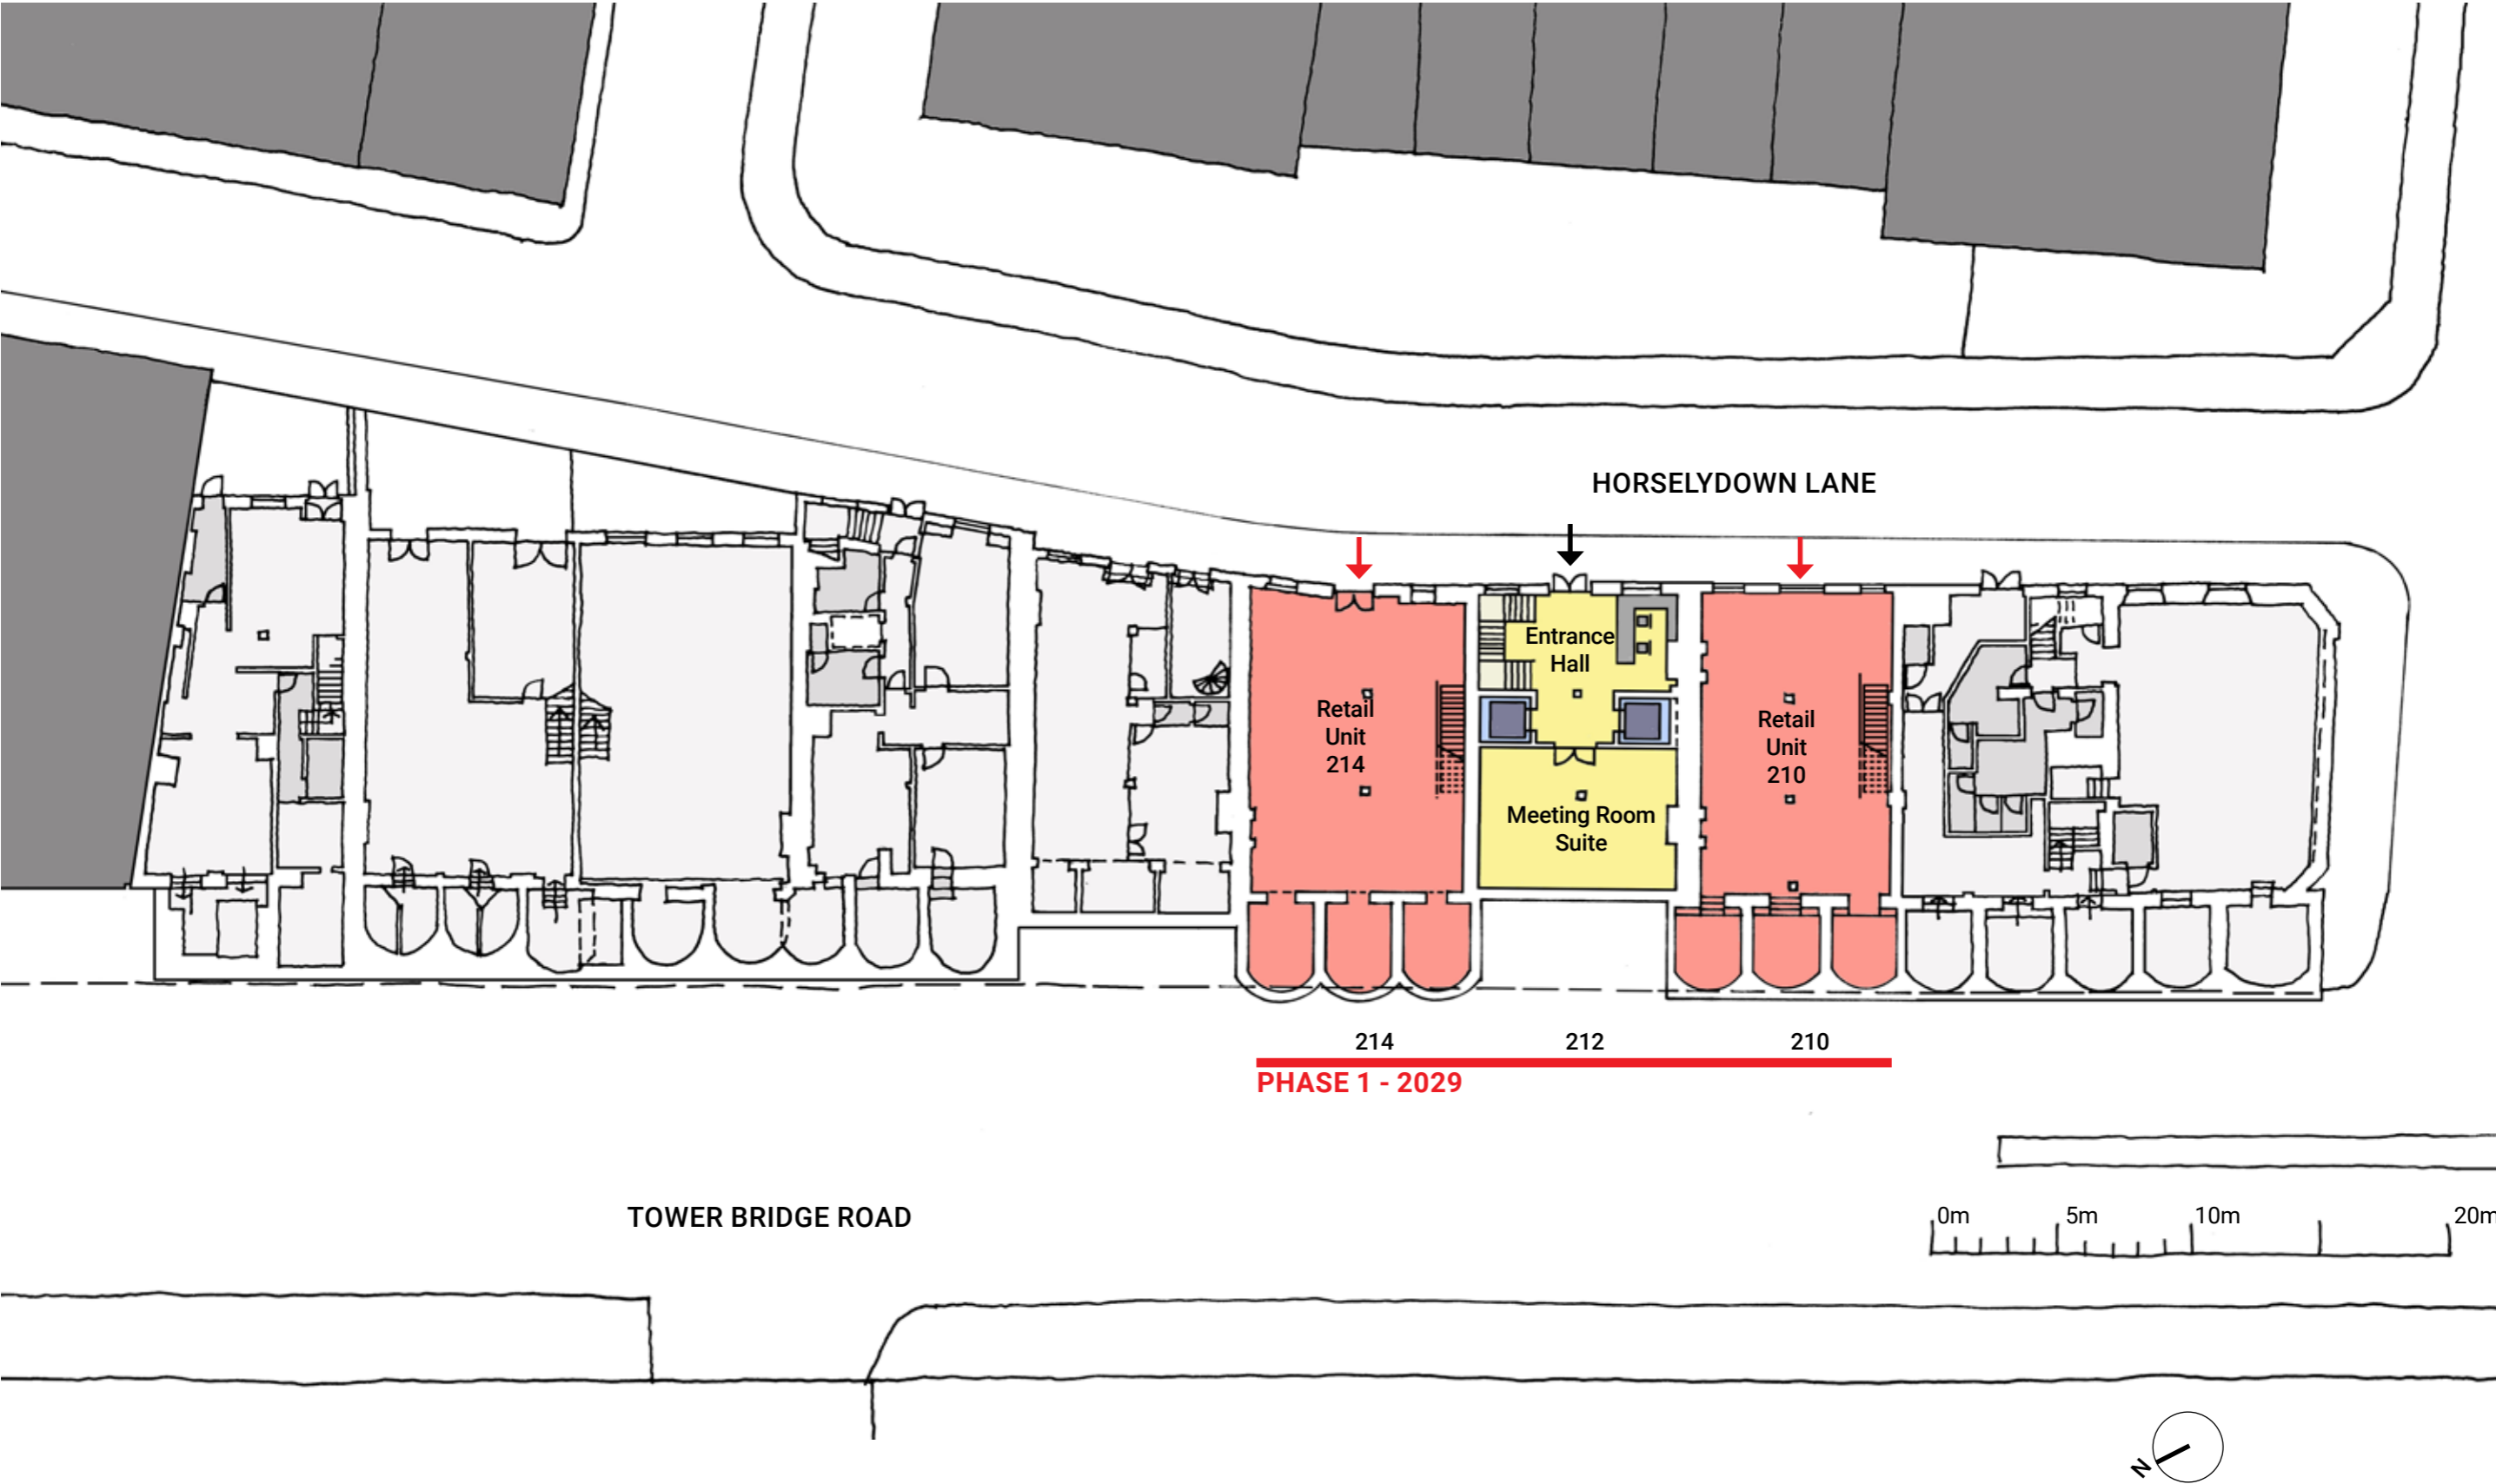 HORSELYDOWN LANE
Entrance
Hall
Retail
Unit
214
Retail
Unit
210
Meeting Room
Suite
214
212
210
PHASE 1 - 2029
TOWER BRIDGE ROAD
0m
5m
10m
20m
N